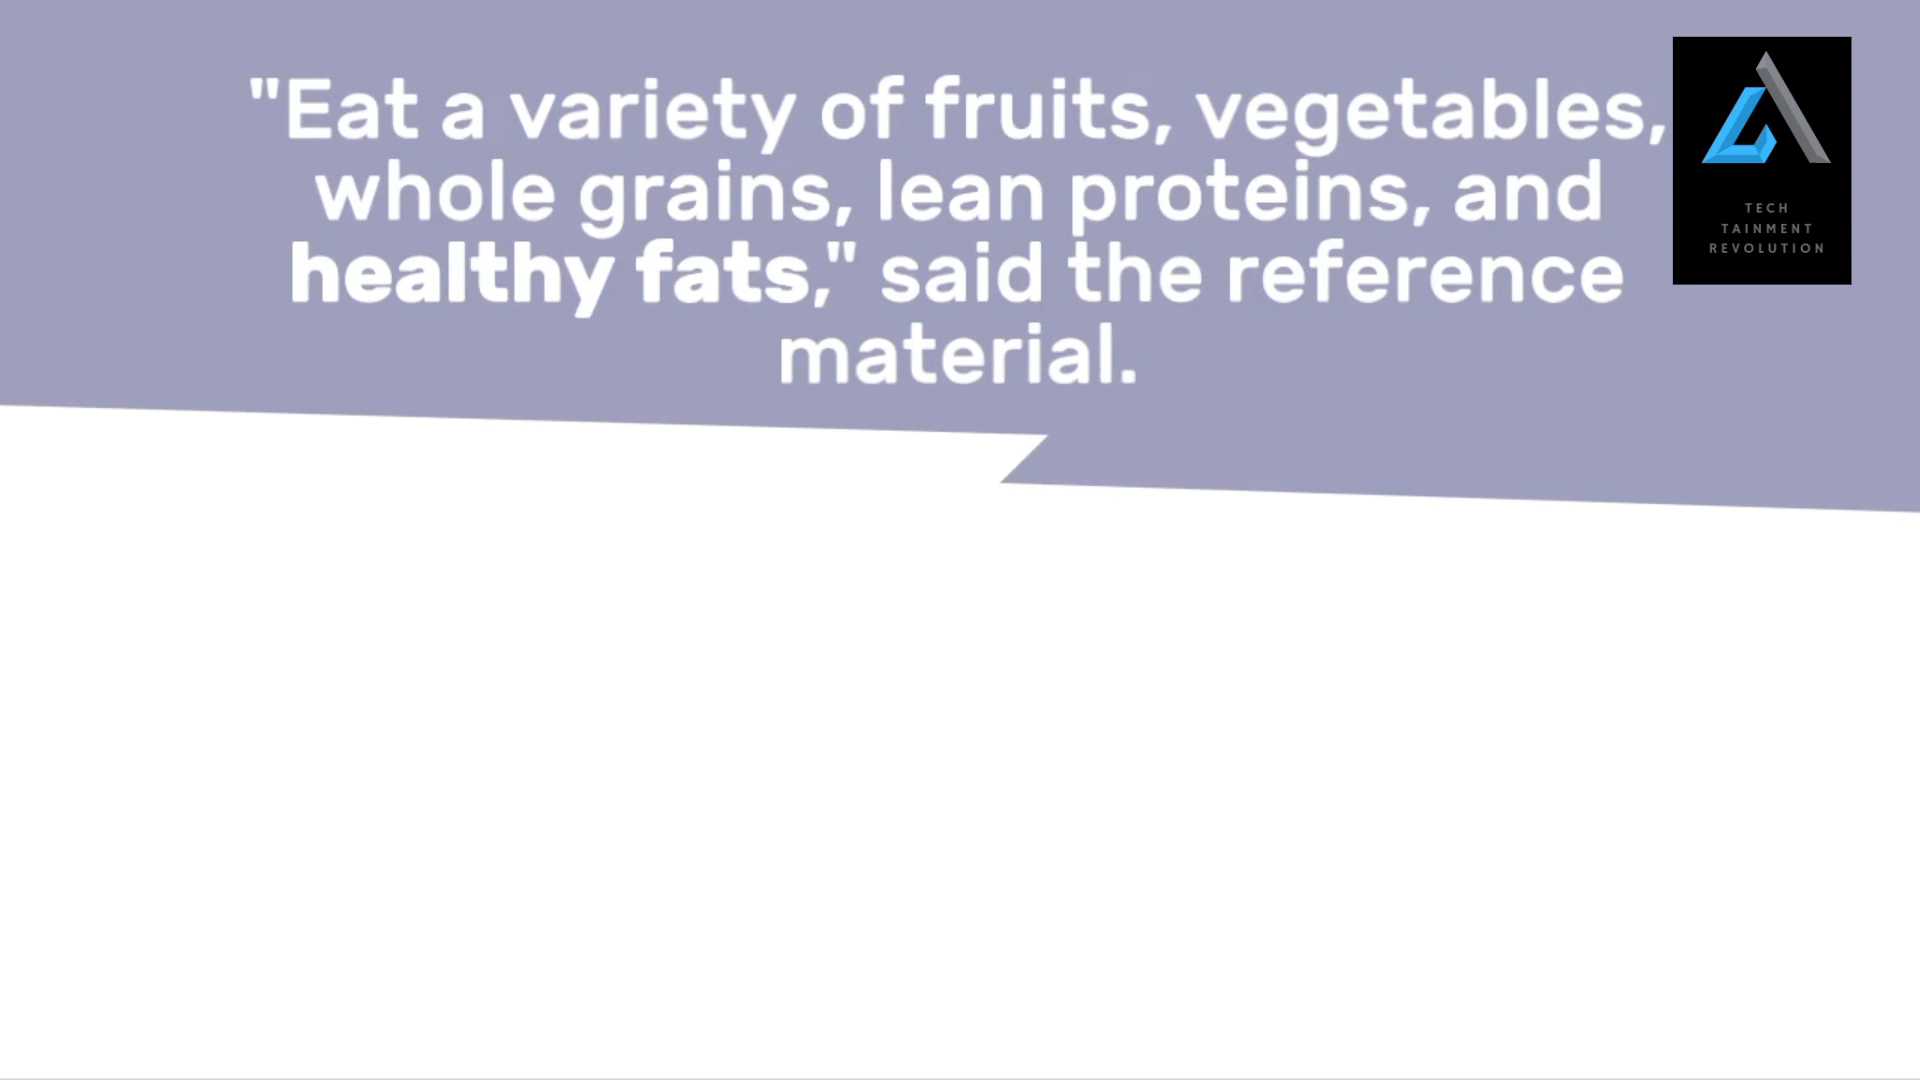 "Eat a variety of fruits, vegetables,
whole grains, lean proteins, and
healthy fats," said the reference
material.
TECH
TAINMENT
REVOLUTION